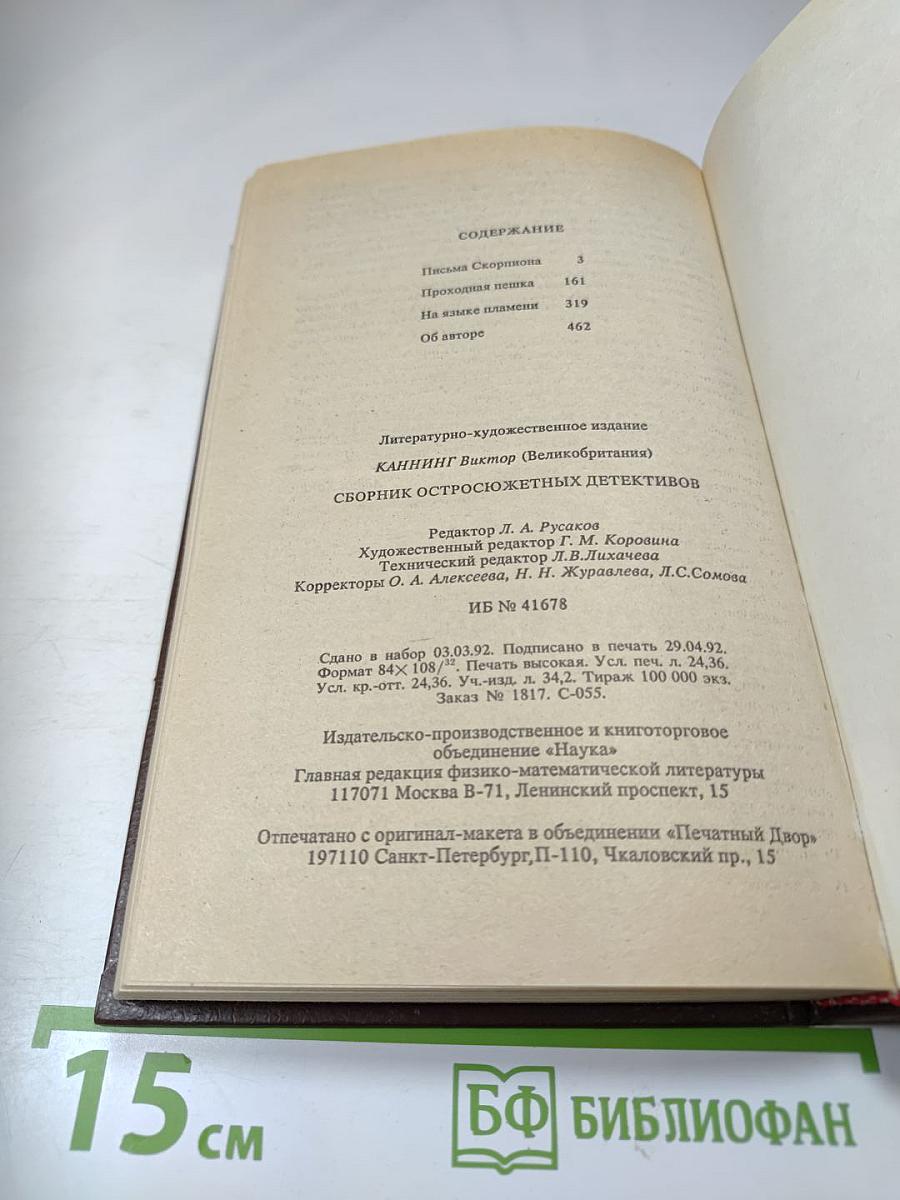 СОДЕРЖАНИЕ
Письма Скорпиона 3
Проходная пешка 161
На языке пламени 319
Об авторе 462
Литературно-художественное издание
КАННИНГ Виктор (Великобритания)
СБОРНИК ОСТРОСЮЖЕТНЫХ ДЕТЕКТИВОВ
Редактор Л. А. Русаков
Художественный редактор Г. М. Коровина
Технический редактор Л.В.Лихачева
Корректоры О. А. Алексеева, Н. Н. Журавлева, Л.С.Сомова
ИБ № 41678
Сдано в набор 03.03.92. Подписано в печать 29.04.92.
Формат 84×108/32. Печать высокая. Усл. печ. л. 24,36.
Усл. кр.-отт. 24,36. Уч.-изд. л. 34,2. Тираж 100 000 экз.
Заказ № 1817. С-055.
Издательско-производственное и книготорговое
объединение «Наука»
Главная редакция физико-математической литературы
117071 Москва В-71, Ленинский проспект, 15
Отпечатано с оригинал-макета в объединении «Печатный Двор»
197110 Санкт-Петербург,П-110, Чкаловский пр., 15
15 см
БФ БИБЛИОФАН